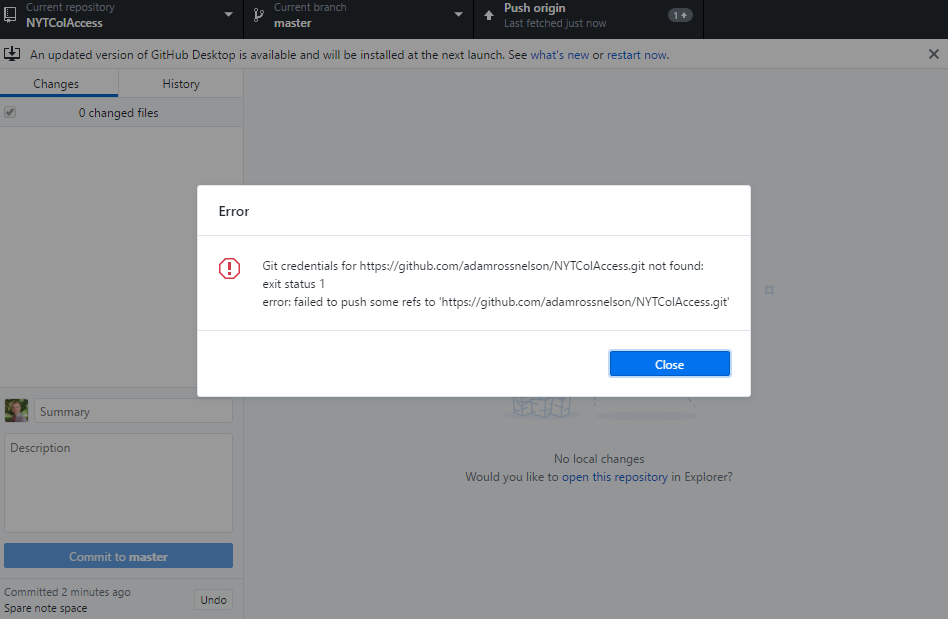 Current repository
NYTColAccess
Current branch
master
Push origin
Last fetched just now
1
An updated version of GitHub Desktop is available and will be installed at the next launch. See what's new or restart now.
Changes
History
0 changed files
Error
Git credentials for https://github.com/adamrossnelson/NYTColAccess.git not found:
exit status 1
error: failed to push some refs to 'https://github.com/adamrossnelson/NYTColAccess.git'
Close
No local changes
Would you like to open this repository in Explorer?
Summary
Description
Commit to master
Committed 2 minutes ago
Spare note space
Undo